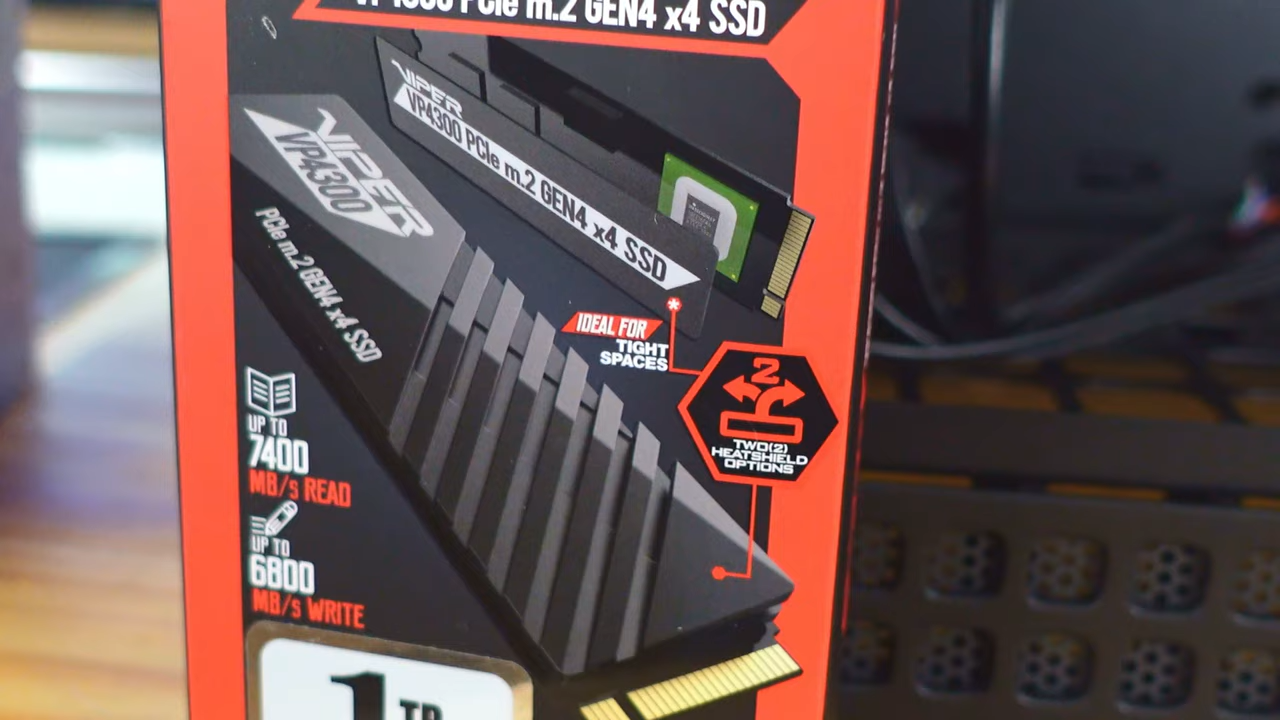 VP4300 PCIe m.2 GEN4 x4 SSD
VIPER
VP4300 PCIe m.2 GEN4 x4 SSD
VIPER
VP4300
PCIe m.2 GEN4 x4 SSD
IDEAL FOR
TIGHT
SPACES
*
2
TWO(2)
HEATSHIELD
OPTIONS
UP TO
7400
MB/s READ
UP TO
6800
MB/s WRITE
1TB